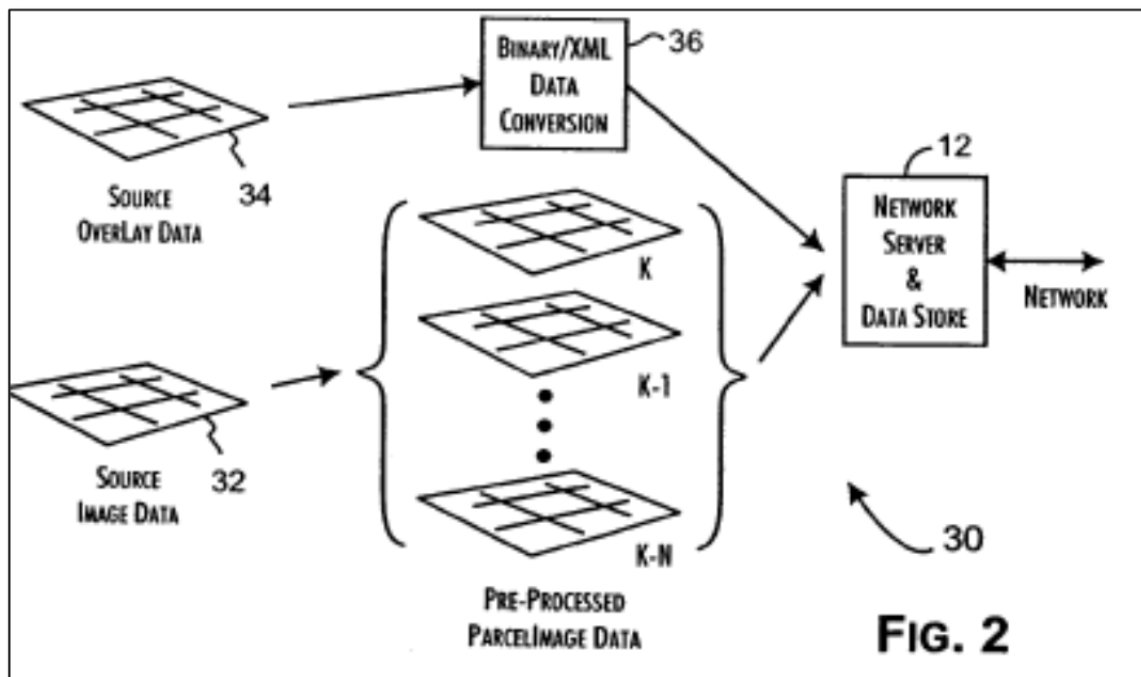 BINARY/XML
DATA
CONVERSION
36
34
SOURCE
OVERLAY DATA
12
NETWORK
SERVER
&
DATA STORE
NETWORK
K
K-1
K-N
32
SOURCE
IMAGE DATA
PRE-PROCESSED
PARCELIMAGE DATA
30
FIG. 2